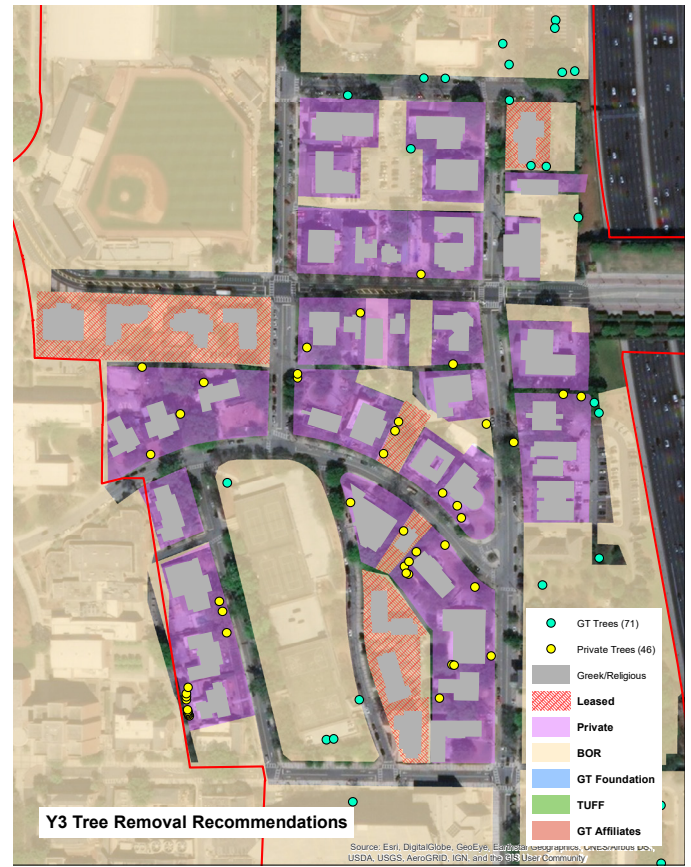 GT Trees (71)
Private Trees (46)
Greek/Religious
Leased
Private
BOR
GT Foundation
TUFF
GT Affiliates
Y3 Tree Removal Recommendations
Source: Esri, DigitalGlobe, GeoEye, Earthstar Geographics, CNES/Airbus DS,
USDA, USGS, AeroGRID, IGN, and the GIS User Community